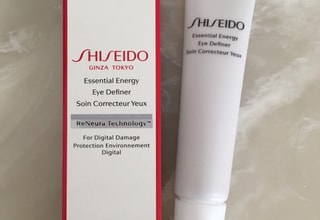 SHISEIDO
GINZA TOKYO
Essential Energy
Eye Definer
Soin Correcteur Yeux
ReNeura Technology™
For Digital Damage
Protection Environnement
Digital
SHISEIDO
Essential Energy
Eye Definer
Soin Correcteur Yeux